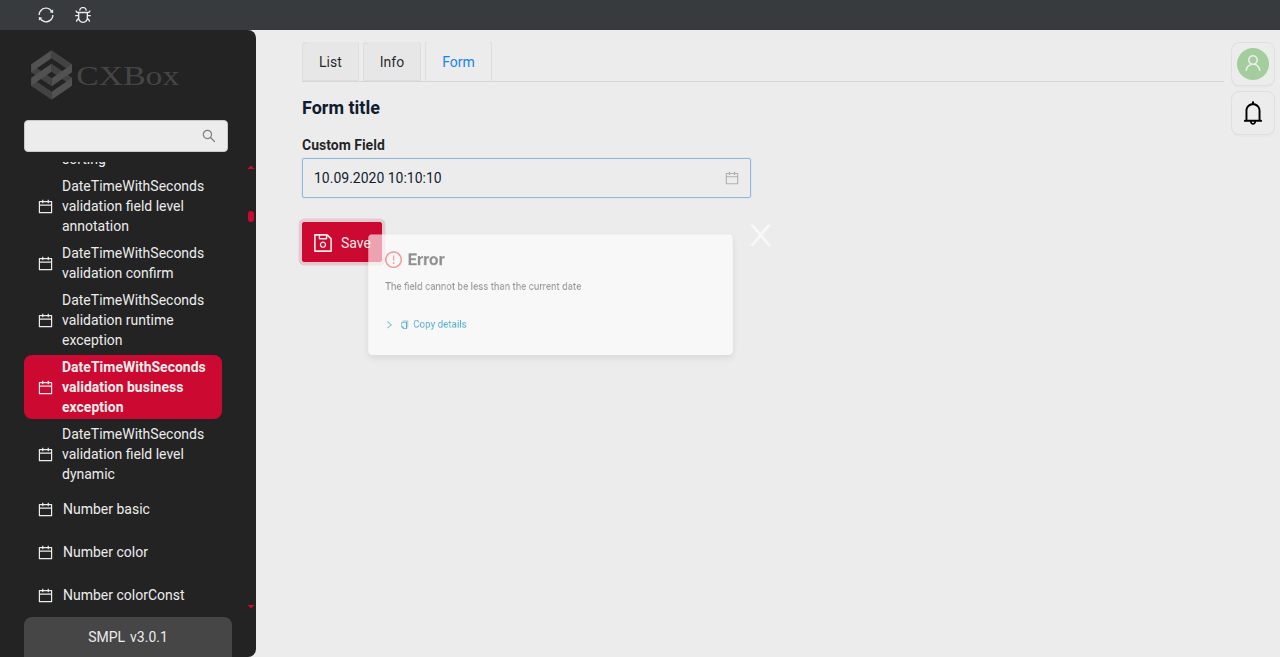 CXBox
sorting
DateTimeWithSeconds
validation field level
annotation
DateTimeWithSeconds
validation confirm
DateTimeWithSeconds
validation runtime
exception
DateTimeWithSeconds
validation business
exception
DateTimeWithSeconds
validation field level
dynamic
Number basic
Number color
Number colorConst
SMPL v3.0.1
List
Info
Form
Form title
Custom Field
10.09.2020 10:10:10
Save
Error
The field cannot be less than the current date
Copy details